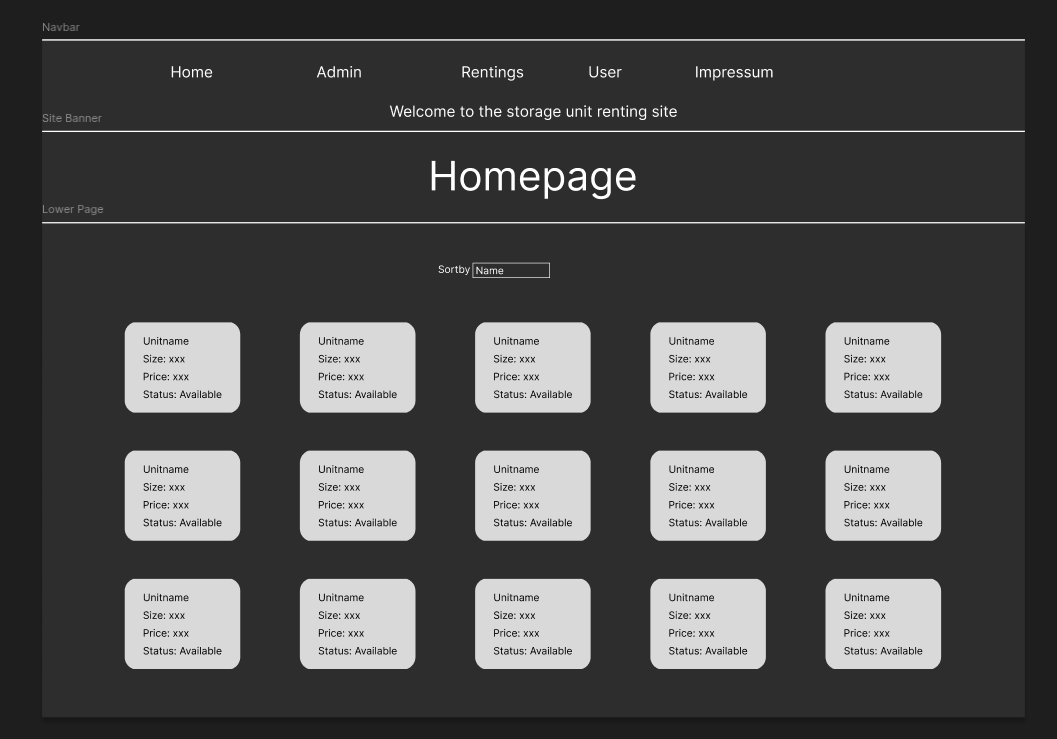 Navbar
Home Admin Rentings User Impressum
Welcome to the storage unit renting site
Site Banner
Homepage
Lower Page
Sortby Name
Unitname Unitname Unitname Unitname Unitname
Size: xxx Size: xxx Size: xxx Size: xxx Size: xxx
Price: xxx Price: xxx Price: xxx Price: xxx Price: xxx
Status: Available Status: Available Status: Available Status: Available Status: Available
Unitname Unitname Unitname Unitname Unitname
Size: xxx Size: xxx Size: xxx Size: xxx Size: xxx
Price: xxx Price: xxx Price: xxx Price: xxx Price: xxx
Status: Available Status: Available Status: Available Status: Available Status: Available
Unitname Unitname Unitname Unitname Unitname
Size: xxx Size: xxx Size: xxx Size: xxx Size: xxx
Price: xxx Price: xxx Price: xxx Price: xxx Price: xxx
Status: Available Status: Available Status: Available Status: Available Status: Available